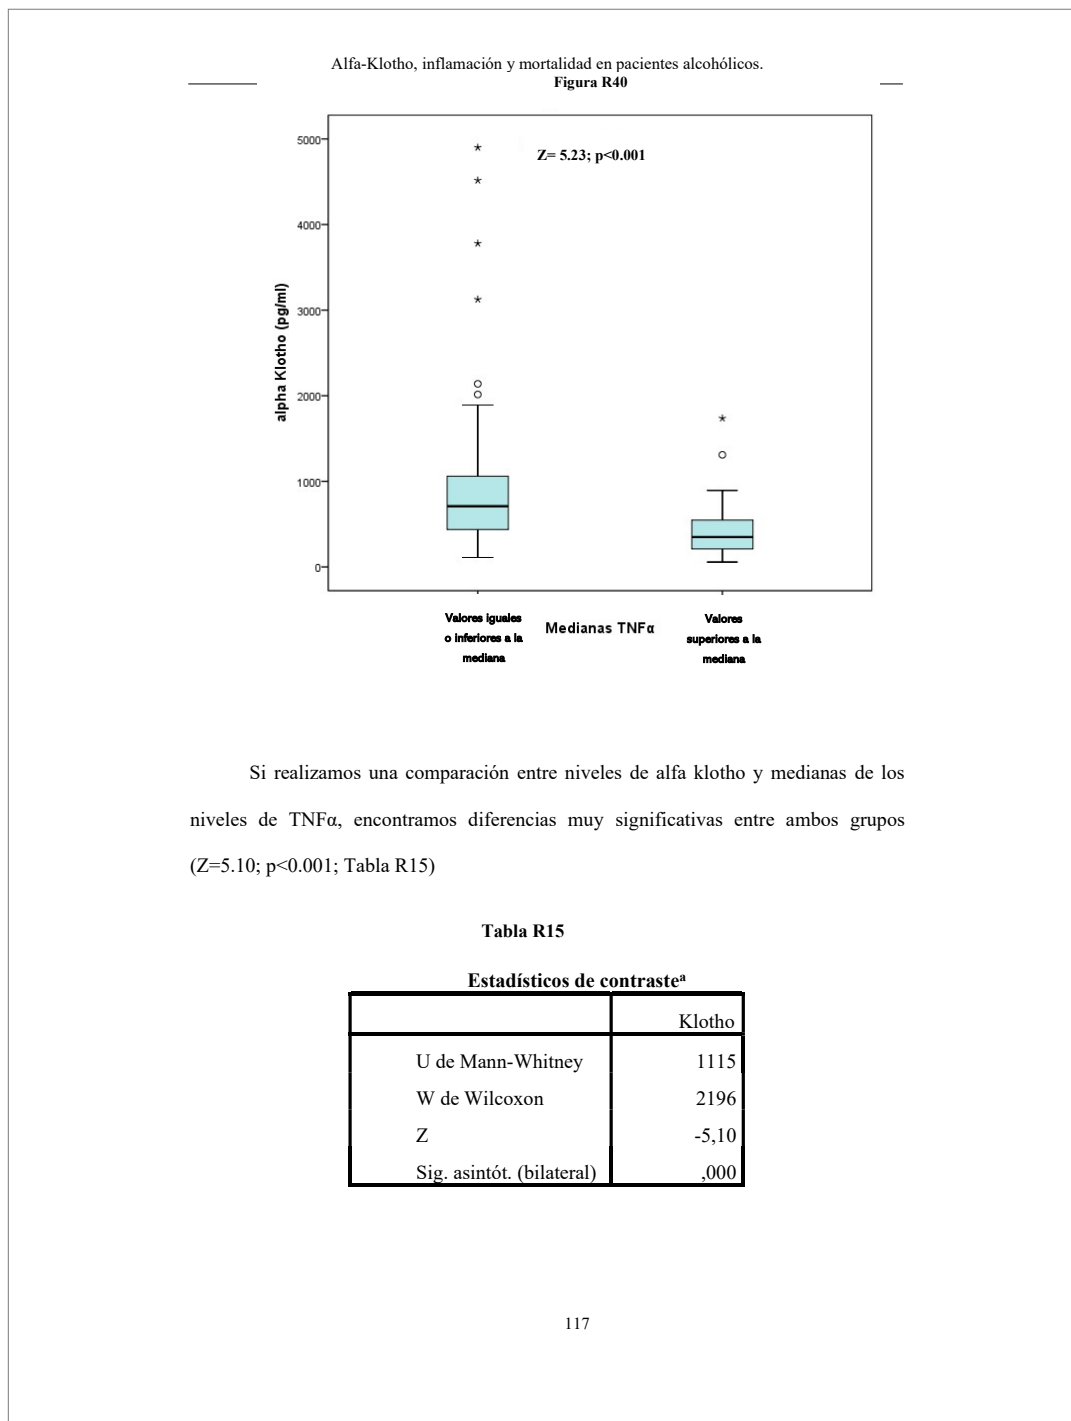 Alfa-Klotho, inflamación y mortalidad en pacientes alcohólicos.
Figura R40
Z= 5.23; p<0.001
5000
4000
3000
2000
1000
0
alpha Klotho (pg/ml)
Valores iguales
o inferiores a la
mediana
Medianas TNFα
Valores
superiores a la
mediana
Si realizamos una comparación entre niveles de alfa klotho y medianas de los
niveles de TNFα, encontramos diferencias muy significativas entre ambos grupos
(Z=5.10; p<0.001; Tabla R15)
Tabla R15
Estadísticos de contrasteᵃ
Klotho
U de Mann-Whitney 1115
W de Wilcoxon 2196
Z -5,10
Sig. asintót. (bilateral) ,000
117